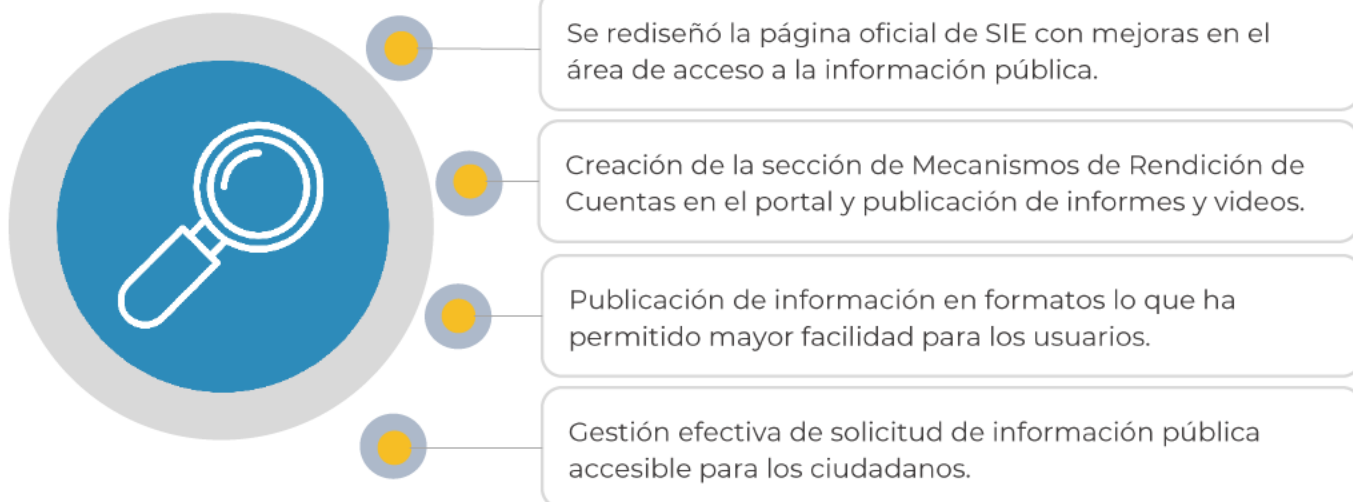 Se rediseñó la página oficial de SIE con mejoras en el
área de acceso a la información pública.
Creación de la sección de Mecanismos de Rendición de
Cuentas en el portal y publicación de informes y videos.
Publicación de información en formatos lo que ha
permitido mayor facilidad para los usuarios.
Gestión efectiva de solicitud de información pública
accesible para los ciudadanos.